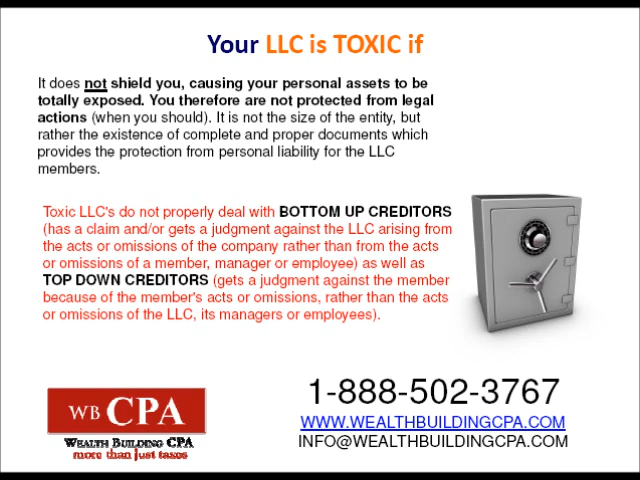 Your LLC is TOXIC if
It does not shield you, causing your personal assets to be
totally exposed. You therefore are not protected from legal
actions (when you should). It is not the size of the entity, but
rather the existence of complete and proper documents which
provides the protection from personal liability for the LLC
members.
Toxic LLC's do not properly deal with BOTTOM UP CREDITORS
(has a claim and/or gets a judgment against the LLC arising from
the acts or omissions of the company rather than from the acts
or omissions of a member, manager or employee) as well as
TOP DOWN CREDITORS (gets a judgment against the member
because of the member's acts or omissions, rather than the acts
or omissions of the LLC, its managers or employees).
WB CPA
WEALTH BUILDING CPA
more than just taxes
1-888-502-3767
WWW.WEALTHBUILDINGCPA.COM
INFO@WEALTHBUILDINGCPA.COM